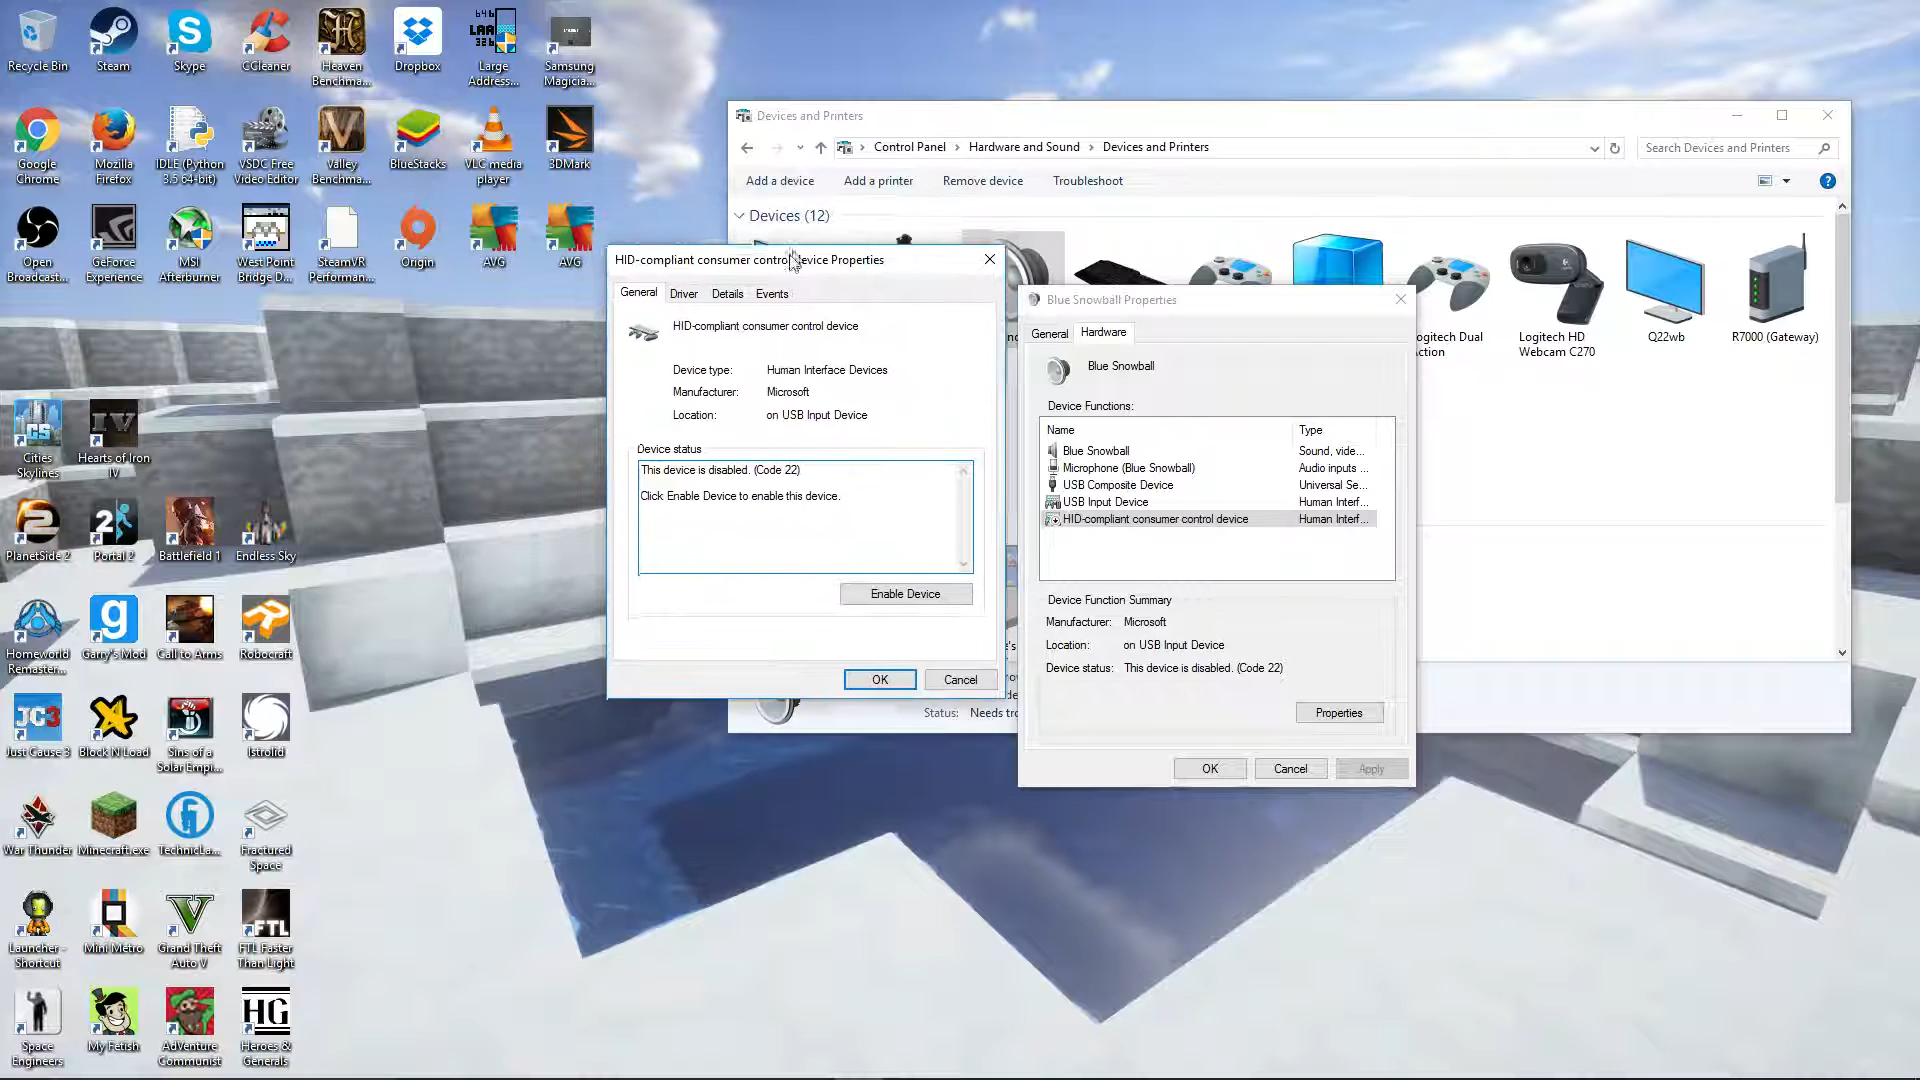 Recycle Bin
Steam
Skype
CCleaner
Heaven
Benchma...
Dropbox
Large
Address...
Samsung
Magicia...
Google
Chrome
Mozilla
Firefox
IDLE (Python
3.5 64-bit)
VSDC Free
Video Editor
Valley
Benchma...
BlueStacks
VLC media
player
3DMark
Open
Broadcast...
GeForce
Experience
MSI
Afterburner
West Point
Bridge D...
SteamVR
Performan...
Origin
AVG
AVG
Cities
Skylines
Hearts of Iron
IV
PlanetSide 2
Portal 2
Battlefield 1
Endless Sky
Homeworld
Remaster...
Garry's Mod
Call to Arms
Robocraft
Just Cause 3
Block N Load
Sins of a
Solar Empi...
Istrolid
War Thunder
Minecraft.exe
TechnicLa...
Fractured
Space
Launcher -
Shortcut
Mini Metro
Grand Theft
Auto V
FTL Faster
Than Light
Space
Engineers
My Fetish
AdVenture
Communist
Heroes &
Generals
Devices and Printers
Control Panel
Hardware and Sound
Devices and Printers
Search Devices and Printers
Add a device
Add a printer
Remove device
Troubleshoot
Devices (12)
Logitech HD
Webcam C270
Q22wb
R7000 (Gateway)
ogitech Dual
ction
Status: Needs tro
HID-compliant consumer contro device Properties
General
Driver
Details
Events
HID-compliant consumer control device
Device type: Human Interface Devices
Manufacturer: Microsoft
Location: on USB Input Device
Device status
This device is disabled. (Code 22)
Click Enable Device to enable this device.
Enable Device
OK
Cancel
Blue Snowball Properties
General
Hardware
Blue Snowball
Device Functions:
Name Type
Blue Snowball Sound, vide...
Microphone (Blue Snowball) Audio inputs ...
USB Composite Device Universal Se...
USB Input Device Human Interf...
HID-compliant consumer control device Human Interf...
Device Function Summary
Manufacturer: Microsoft
Location: on USB Input Device
Device status: This device is disabled. (Code 22)
Properties
OK
Cancel
Apply